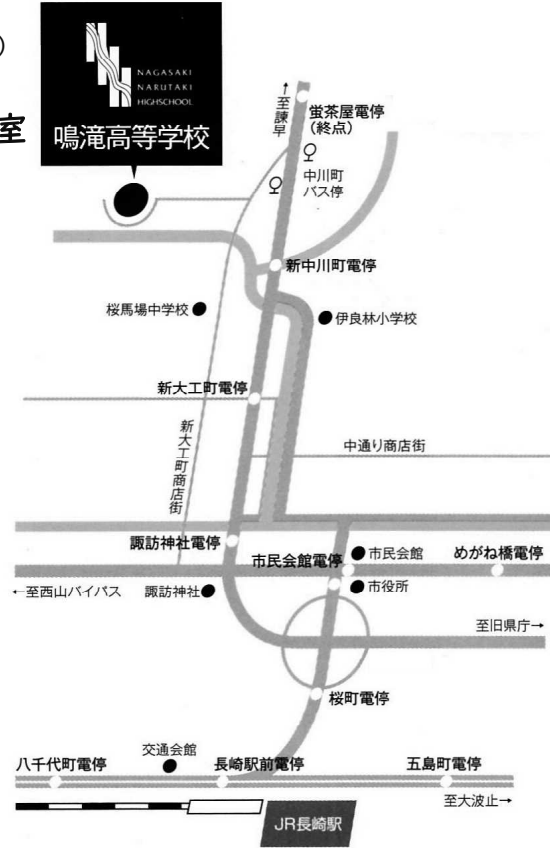 ）
室
NAGASAKI
NARUTAKI
HIGHSCHOOL
鳴滝高等学校
↑至諫早
蛍茶屋電停
（終点）
中川町
バス停
新中川町電停
桜馬場中学校
伊良林小学校
新大工町電停
新大工町商店街
中通り商店街
諏訪神社電停
市民会館電停
市民会館
めがね橋電停
←至西山バイパス
諏訪神社
市役所
至旧県庁→
桜町電停
交通会館
八千代町電停
長崎駅前電停
五島町電停
至大波止→
JR長崎駅